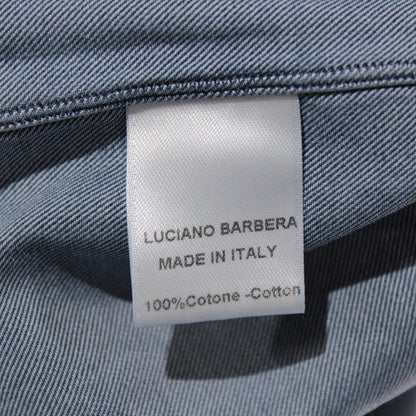 LUCIANO BARBERA
MADE IN ITALY
100%Cotone -Cotton